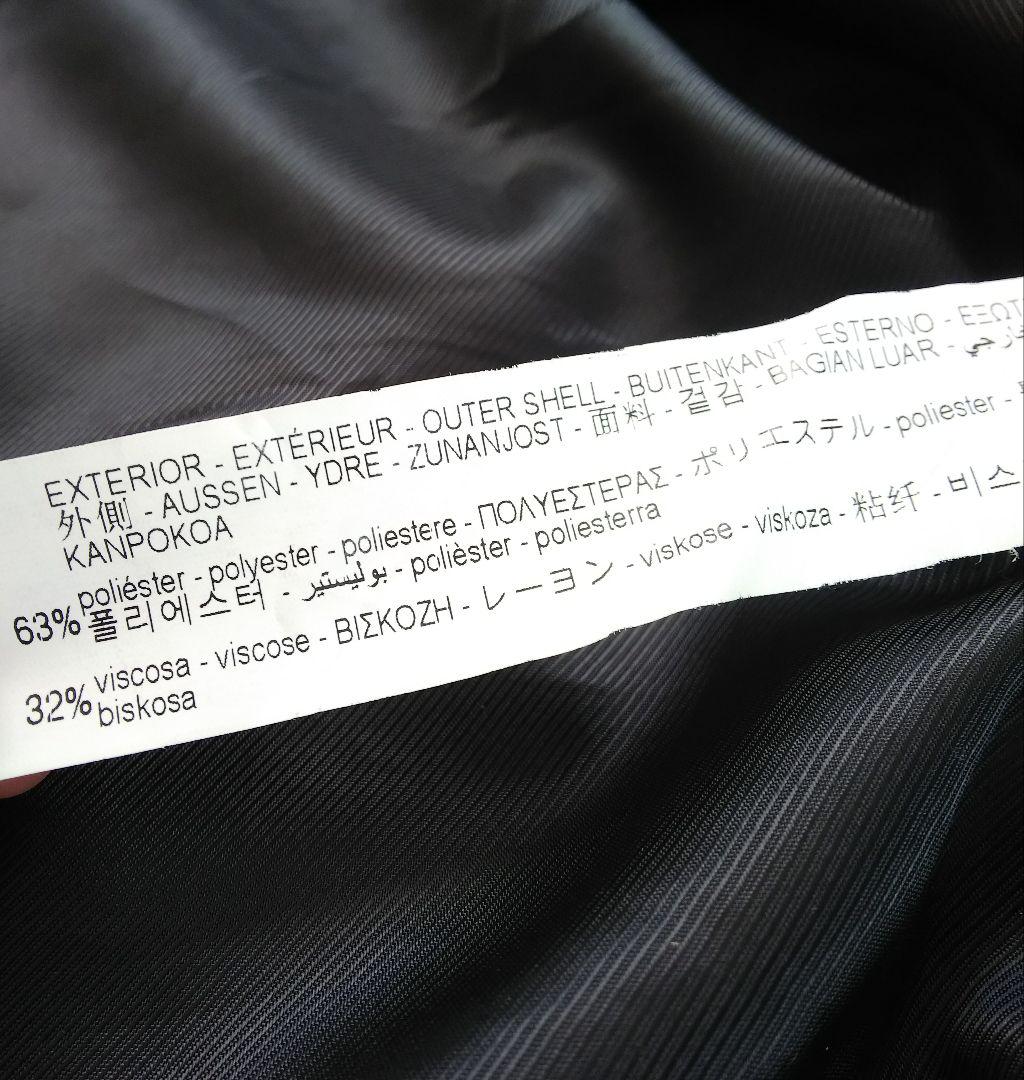 EXTERIOR - EXTÉRIEUR - OUTER SHELL - BUITENKANT - ESTERNO -
外側 - AUSSEN - YDRE - ZUNANJOST - 面料 - 겉감 - BAGIAN LUAR -
KANPOKOA
63% poliéster - polyester - poliestere - ΠΟΛΥΕΣΤΕΡΑΣ - ポリエステル - poliester -
폴리에스터 - بوليستير - polièster - poliesterra
32% viscosa - viscose - ΒΙΣΚΟΖΗ - レーヨン - viskose - viskoza - 粘纤 - 비스
biskosa